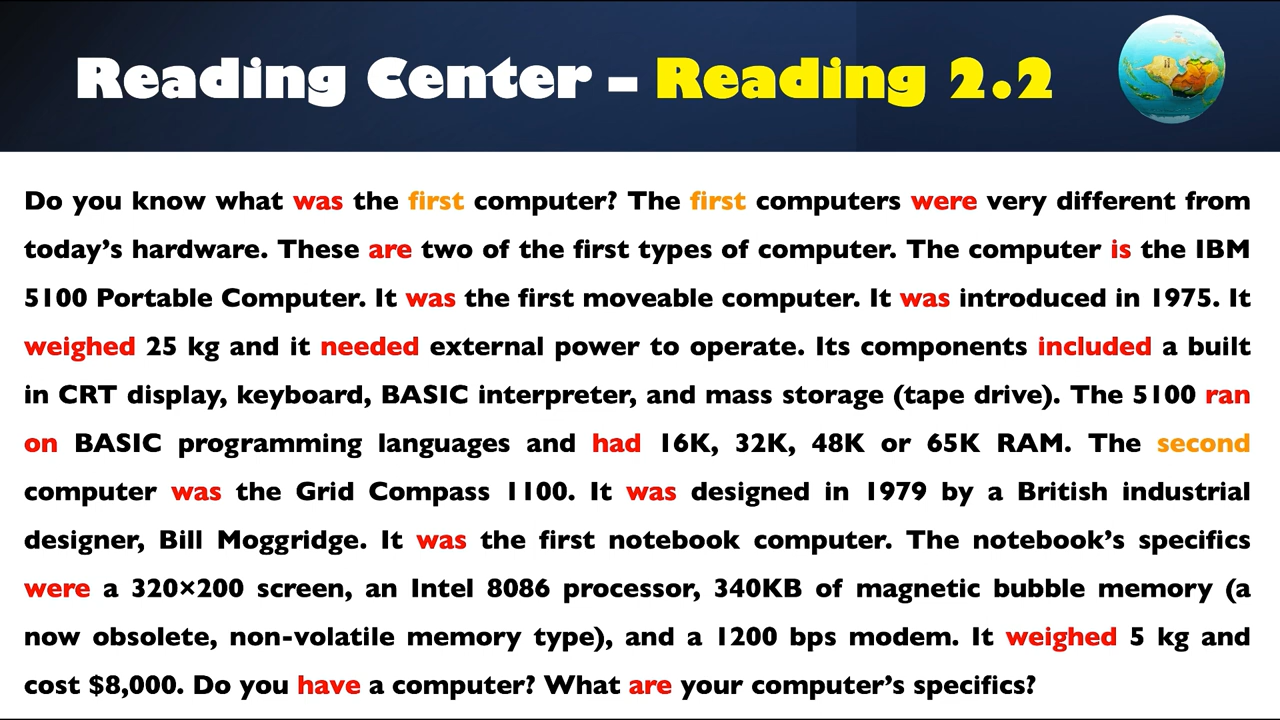 Reading Center – Reading 2.2
Do you know what was the first computer? The first computers were very different from
today’s hardware. These are two of the first types of computer. The computer is the IBM
5100 Portable Computer. It was the first moveable computer. It was introduced in 1975. It
weighed 25 kg and it needed external power to operate. Its components included a built
in CRT display, keyboard, BASIC interpreter, and mass storage (tape drive). The 5100 ran
on BASIC programming languages and had 16K, 32K, 48K or 65K RAM. The second
computer was the Grid Compass 1100. It was designed in 1979 by a British industrial
designer, Bill Moggridge. It was the first notebook computer. The notebook’s specifics
were a 320×200 screen, an Intel 8086 processor, 340KB of magnetic bubble memory (a
now obsolete, non-volatile memory type), and a 1200 bps modem. It weighed 5 kg and
cost $8,000. Do you have a computer? What are your computer’s specifics?